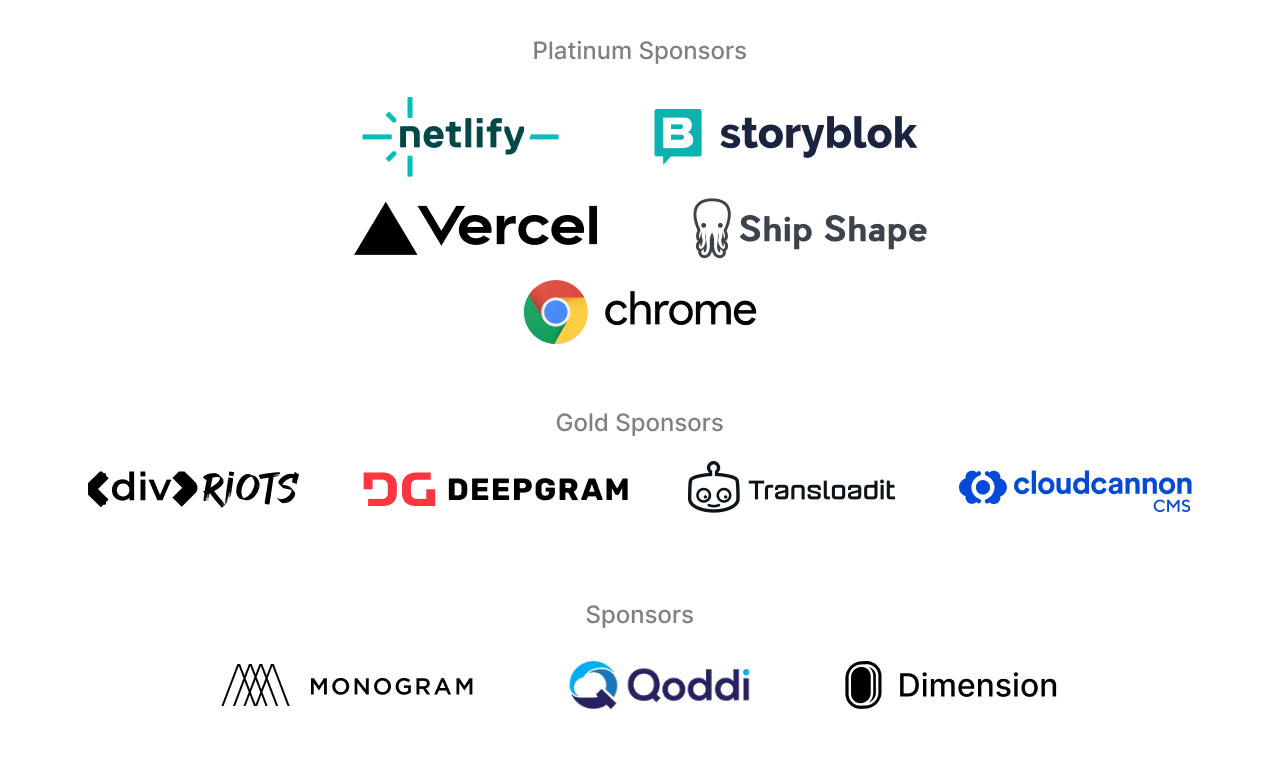 Platinum Sponsors
netlify
storyblok
Vercel
Ship Shape
chrome
Gold Sponsors
<div> RiOTS
DEEPGRAM
Transloadit
cloudcannon
CMS
Sponsors
MONOGRAM
Qoddi
Dimension